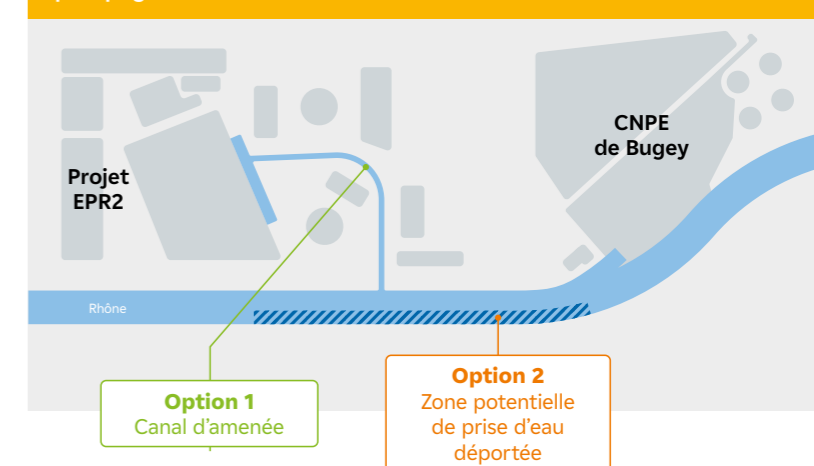 CNPE
de Bugey
Projet
EPR2
Rhône
Option 1
Canal d’amenée
Option 2
Zone potentielle
de prise d’eau
déportée